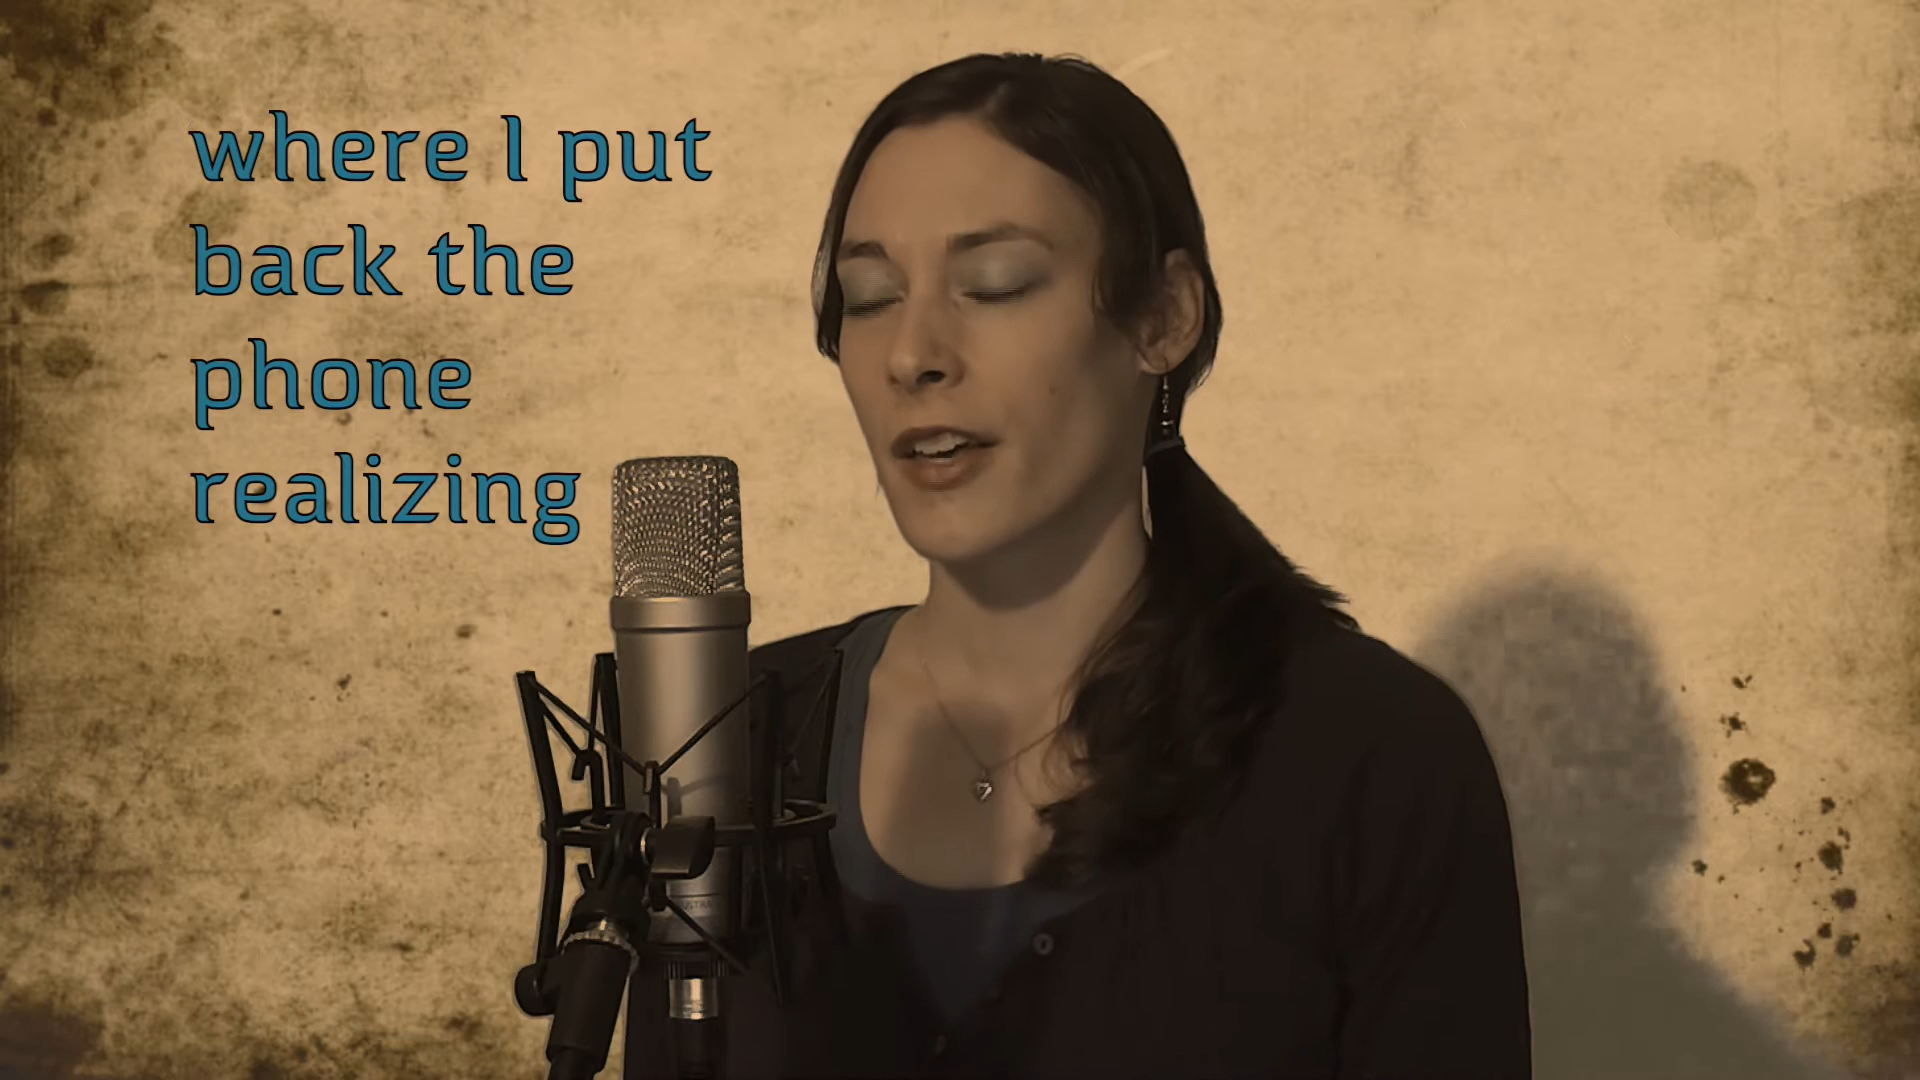 where I put
back the
phone
realizing